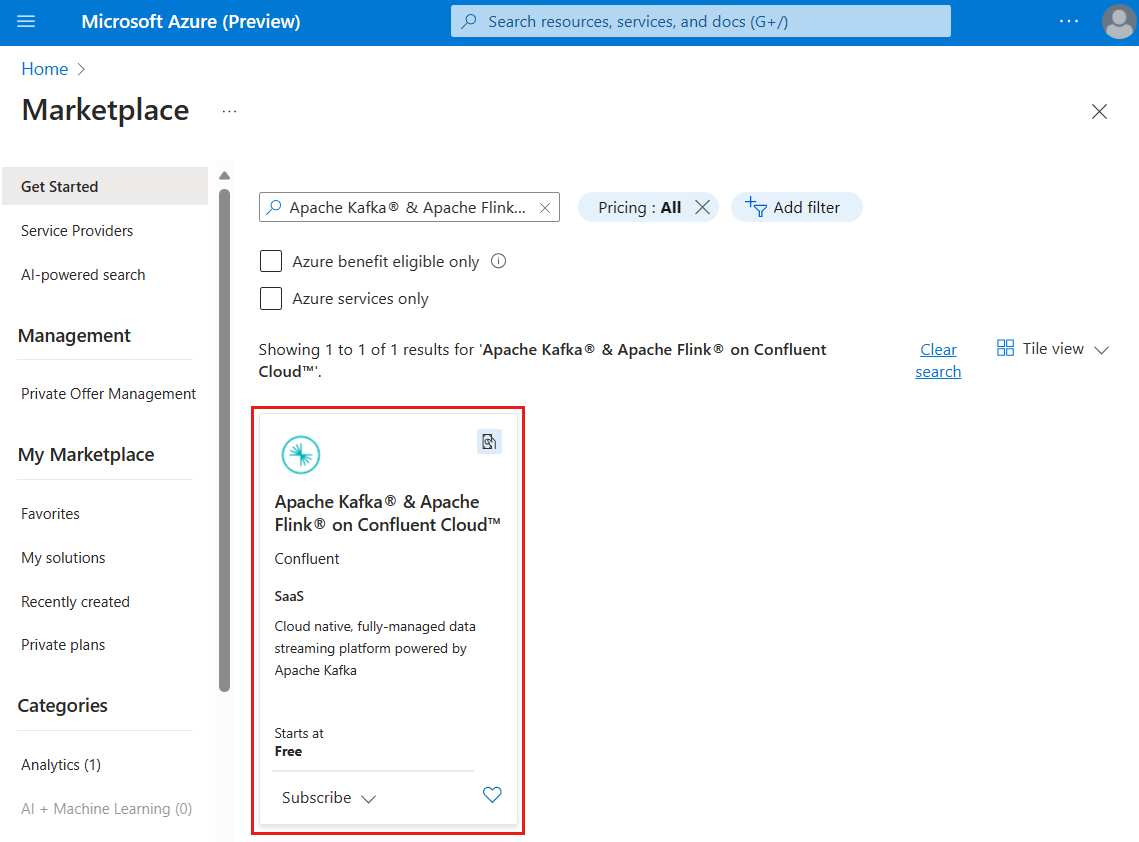 Microsoft Azure (Preview)
Search resources, services, and docs (G+/)
Home
Marketplace
Get Started
Service Providers
AI-powered search
Management
Private Offer Management
My Marketplace
Favorites
My solutions
Recently created
Private plans
Categories
Analytics (1)
AI + Machine Learning (0)
Apache Kafka® & Apache Flink...
Pricing : All
Add filter
Azure benefit eligible only
Azure services only
Showing 1 to 1 of 1 results for 'Apache Kafka® & Apache Flink® on Confluent
Cloud™'.
Clear
search
Tile view
Apache Kafka® & Apache
Flink® on Confluent Cloud™
Confluent
SaaS
Cloud native, fully-managed data
streaming platform powered by
Apache Kafka
Starts at
Free
Subscribe